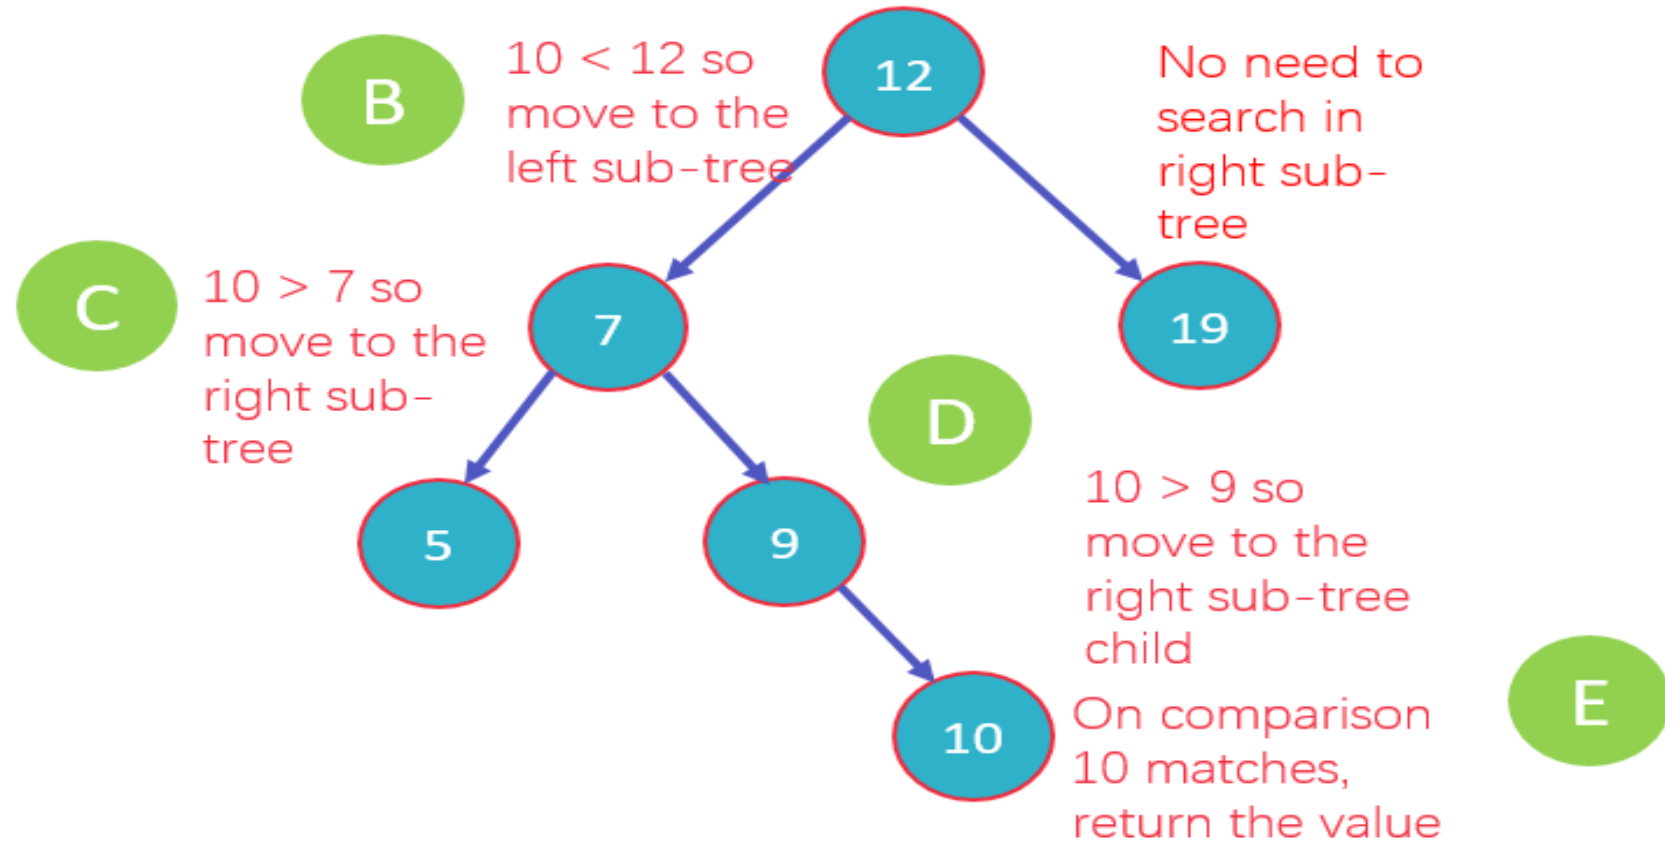 B
10 < 12 so
move to the
left sub-tree
12
No need to
search in
right sub-
tree
C
10 > 7 so
move to the
right sub-
tree
7
19
D
5
9
10 > 9 so
move to the
right sub-tree
child
10
On comparison
10 matches,
return the value
E